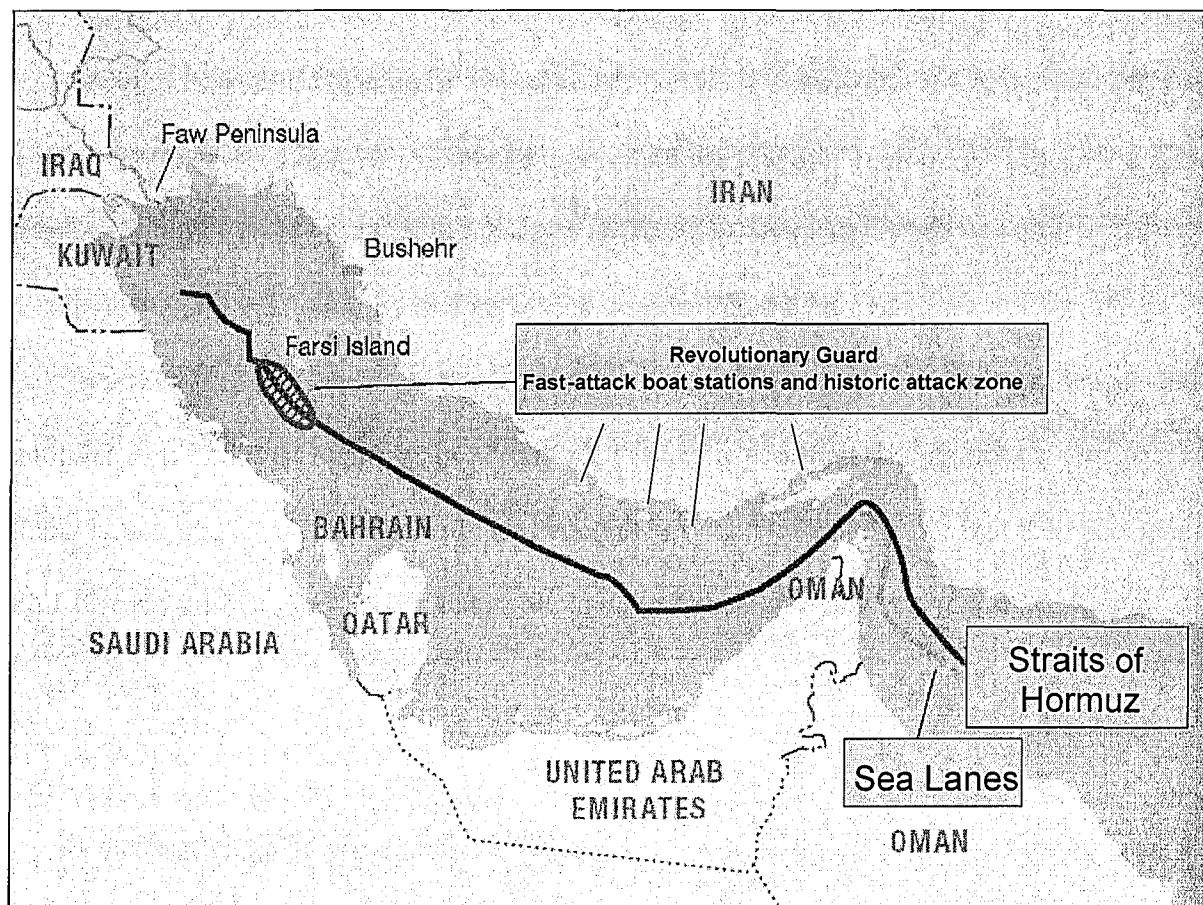 Faw Peninsula
IRAQ
IRAN
KUWAIT
Bushehr
Farsi Island
Revolutionary Guard
Fast-attack boat stations and historic attack zone
BAHRAIN
OMAN
QATAR
SAUDI ARABIA
Straits of
Hormuz
UNITED ARAB
EMIRATES
Sea Lanes
OMAN